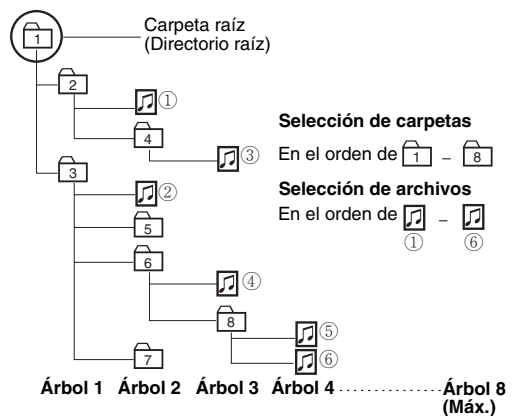 Carpeta raíz
(Directorio raíz)
1
2
①
4
③
3
②
5
6
④
8
⑤
⑥
7
Selección de carpetas
En el orden de 1 – 8
Selección de archivos
En el orden de –
① ⑥
Árbol 1 Árbol 2 Árbol 3 Árbol 4 Árbol 8
(Máx.)